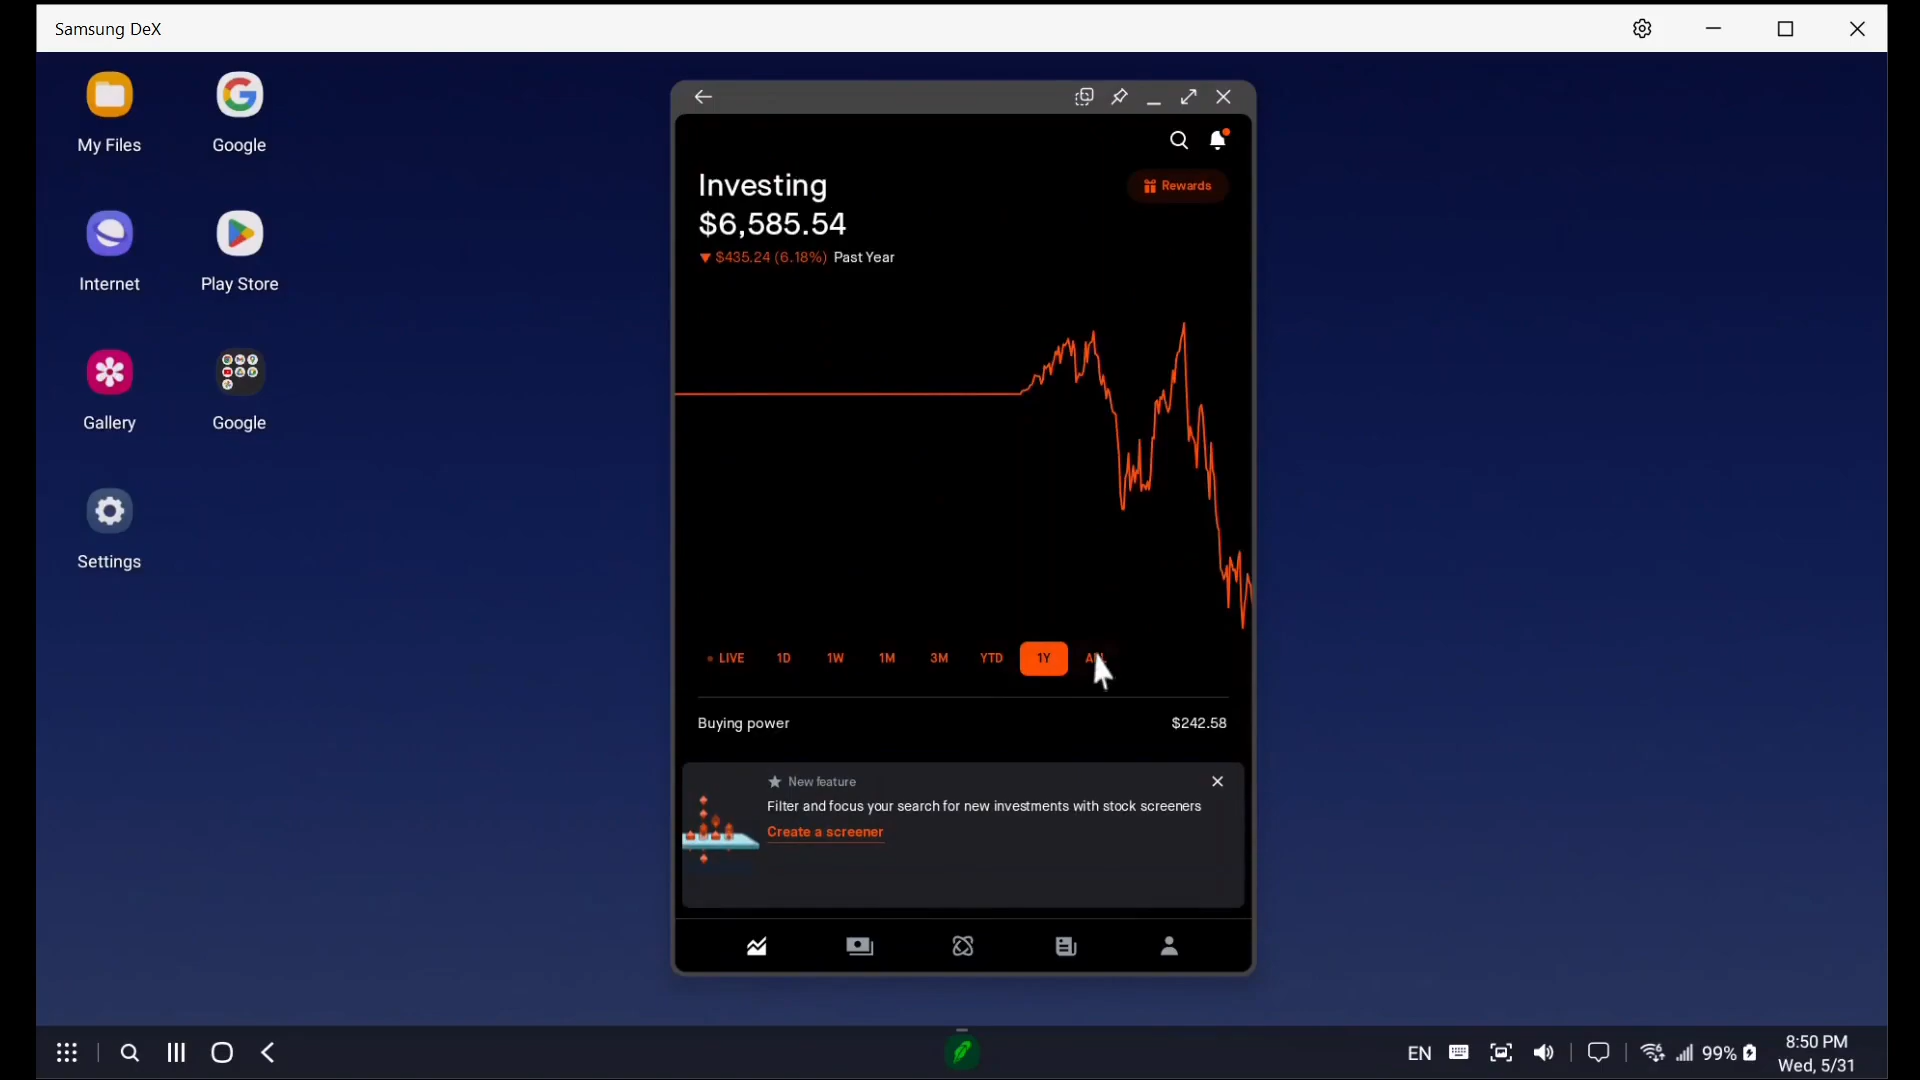 Samsung DeX
My Files
Google
Internet
Play Store
Gallery
Google
Settings
Investing
$6,585.54
Rewards
▼ $435.24 (6.18%) Past Year
LIVE 1D 1W 1M 3M YTD 1Y
Buying power $242.58
New feature
Filter and focus your search for new investments with stock screeners
Create a screener
EN
99%
8:50 PM
Wed, 5/31